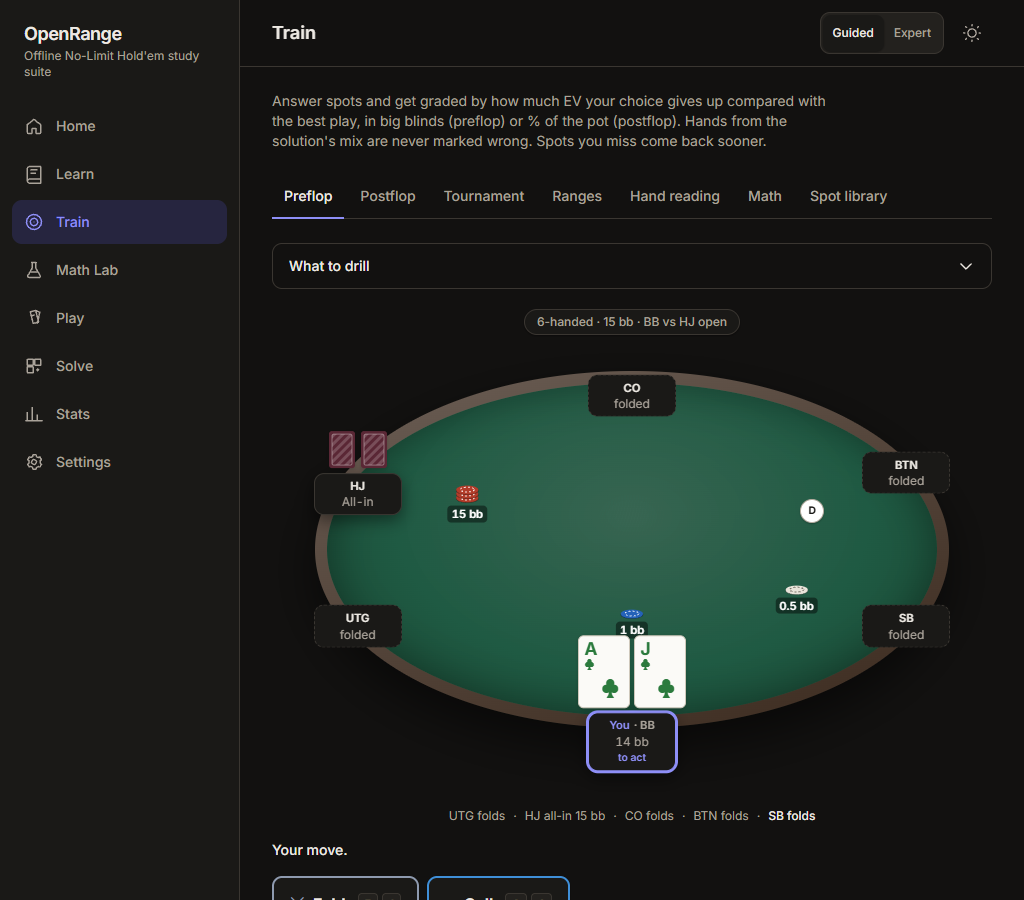 OpenRange
Offline No-Limit Hold'em study
suite
Home
Learn
Train
Math Lab
Play
Solve
Stats
Settings
Train
Guided
Expert
Answer spots and get graded by how much EV your choice gives up compared with
the best play, in big blinds (preflop) or % of the pot (postflop). Hands from the
solution's mix are never marked wrong. Spots you miss come back sooner.
Preflop
Postflop
Tournament
Ranges
Hand reading
Math
Spot library
What to drill
6-handed · 15 bb · BB vs HJ open
CO
folded
HJ
All-in
BTN
folded
15 bb
D
0.5 bb
UTG
folded
SB
folded
1 bb
A
J
You · BB
14 bb
to act
UTG folds · HJ all-in 15 bb · CO folds · BTN folds · SB folds
Your move.